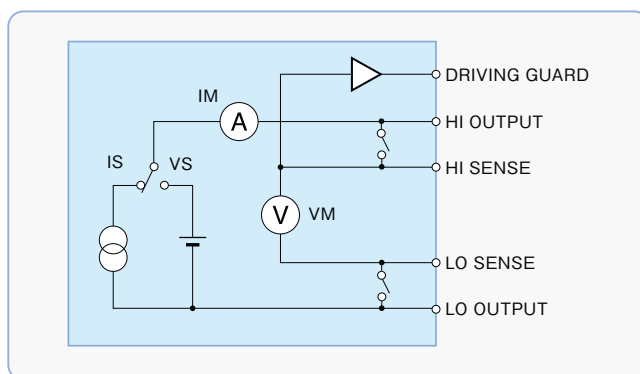 DRIVING GUARD
IM
A
HI OUTPUT
IS
VS
HI SENSE
V
VM
LO SENSE
LO OUTPUT